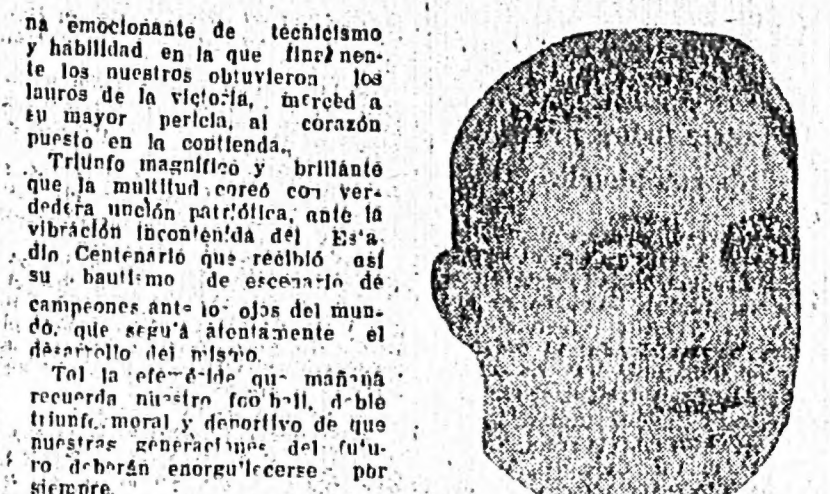 na emocionante de tecnicismo
y habilidad en la que finalmen-
te los nuestros obtuvieron los
lauros de la victoria, merced a
su mayor pericia, al corazón
puesto en la contienda.
Triunfo magnífico y brillante
que la multitud coreó con ver-
dadera unción patriótica, ante la
vibración incontenida del Esta
dio Centenario que recibió así
su bautismo de escenario de
campeones ante los ojos del mun-
do, que seguía atentamente el
desarrollo del mismo.
Tal la efeméride que mañana
recuerda nuestro foot-ball, doble
triunfo moral y deportivo de que
nuestras generaciones del futu-
ro deberán enorgullecerse por
siempre.